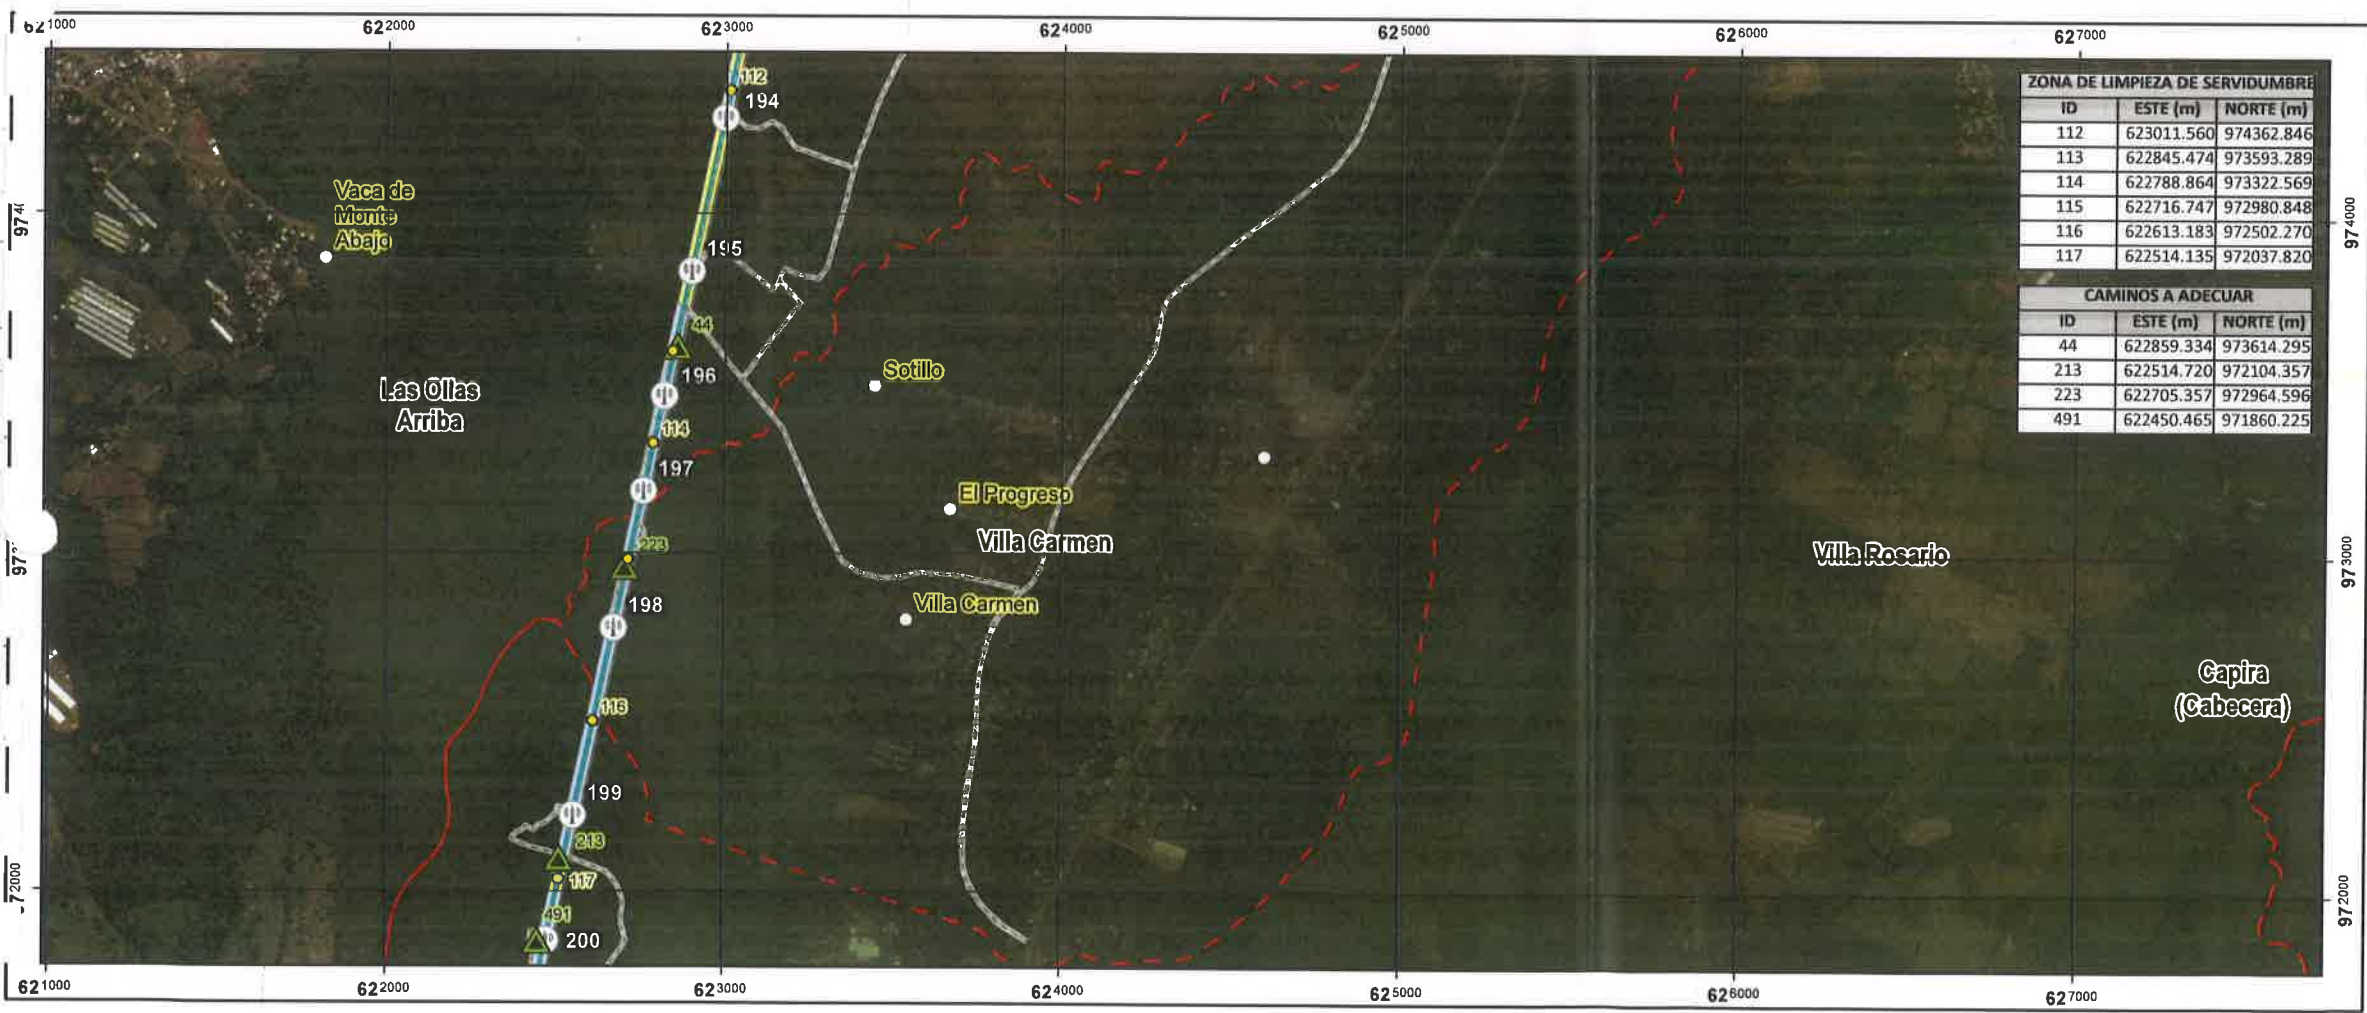 621000 622000 623000 624000 625000 626000 627000
112
194
195
44
196
114
197
223
198
116
199
213
117
491
200
Vaca de
Monte
Abajo
Las Ollas
Arriba
Sotillo
El Progreso
Villa Carmen
Villa Carmen
Villa Rosario
Capira
(Cabecera)
ZONA DE LIMPIEZA DE SERVIDUMBRE
ID ESTE (m) NORTE (m)
112 623011.560 974362.846
113 622845.474 973593.289
114 622788.864 973322.569
115 622716.747 972980.848
116 622613.183 972502.270
117 622514.135 972037.820
CAMINOS A ADECUAR
ID ESTE (m) NORTE (m)
44 622859.334 973614.295
213 622514.720 972104.357
223 622705.357 972964.596
491 622450.465 971860.225
974000
973000
972000
972000
621000 622000 623000 624000 625000 626000 627000